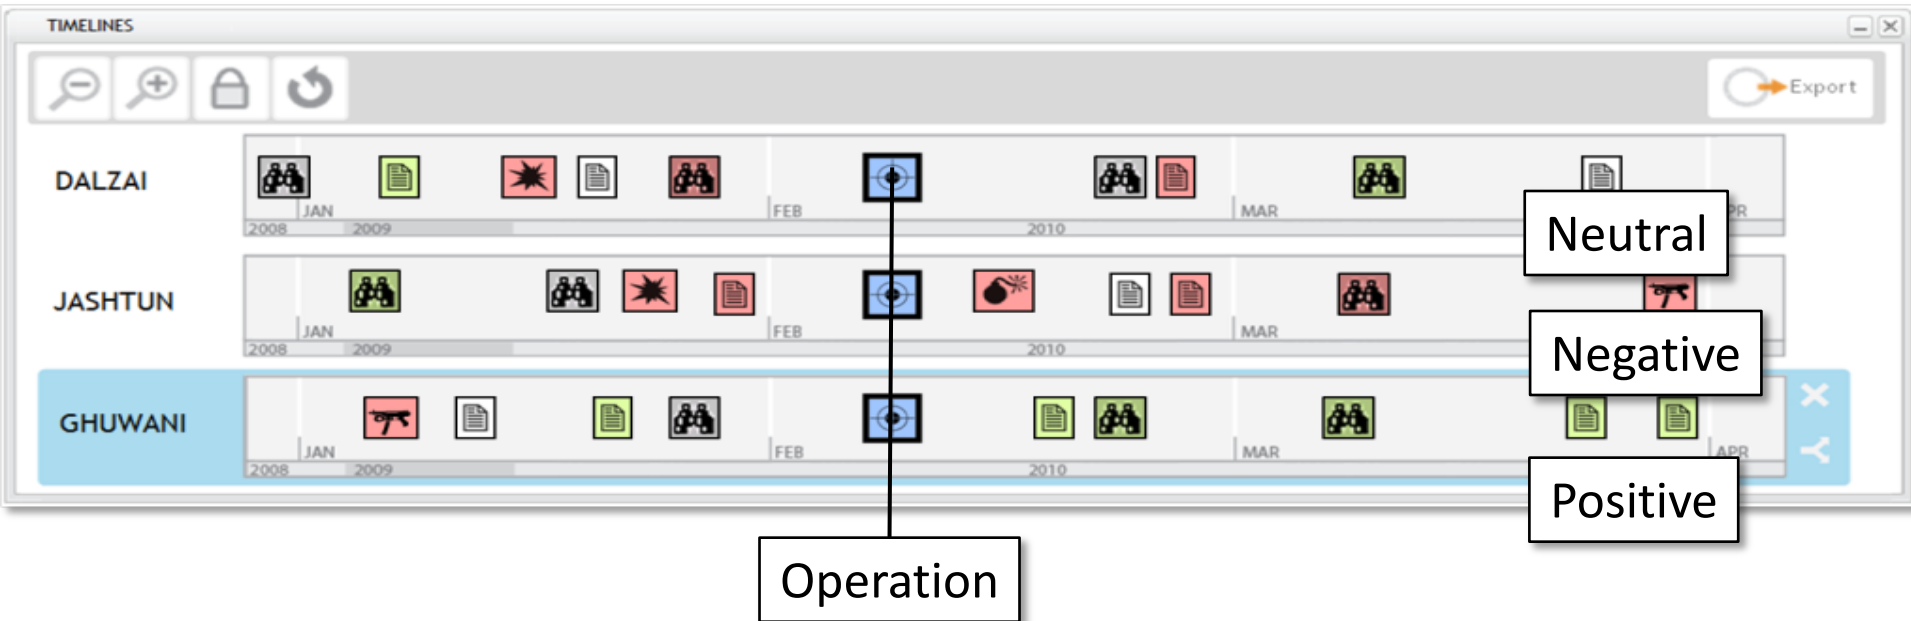 TIMELINES
Export
DALZAI
JAN
FEB
MAR
PR
2008
2009
2010
Neutral
JASHTUN
JAN
FEB
MAR
2008
2009
2010
Negative
GHUWANI
JAN
FEB
MAR
APR
2008
2009
2010
Positive
Operation